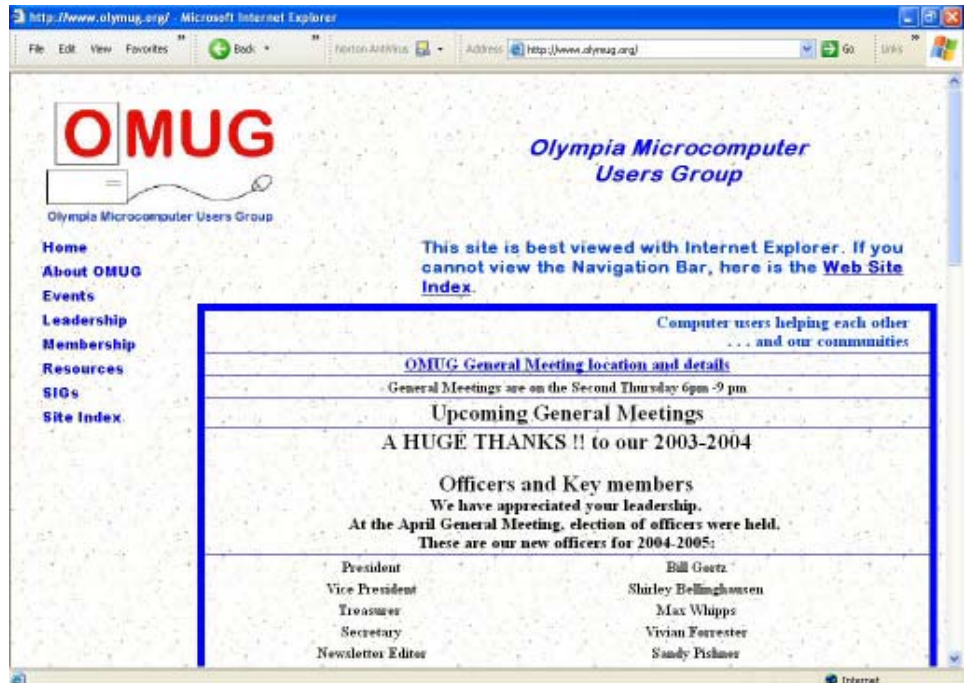 http://www.olymug.org/ - Microsoft Internet Explorer
File Edit View Favorites » Back » Norton AntiVirus Address http://www.olymug.org/ Go Links »
OMUG
Olympia Microcomputer Users Group
Olympia Microcomputer
Users Group
Home
About OMUG
Events
Leadership
Membership
Resources
SIGs
Site Index
This site is best viewed with Internet Explorer. If you
cannot view the Navigation Bar, here is the Web Site
Index.
Computer users helping each other
. . . and our communities
OMUG General Meeting location and details
General Meetings are on the Second Thursday 6pm -9 pm
Upcoming General Meetings
A HUGE THANKS !! to our 2003-2004
Officers and Key members
We have appreciated your leadership.
At the April General Meeting, election of officers were held.
These are our new officers for 2004-2005:
President Bill Gertz
Vice President Shirley Bellinghausen
Treasurer Max Whipps
Secretary Vivian Forrester
Newsletter Editor Sandy Pishner
Internet